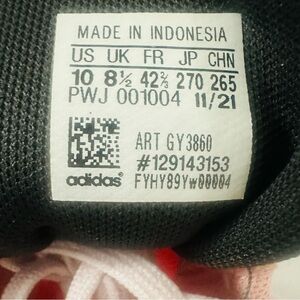 MADE IN INDONESIA
US UK FR JP CHN
10 8½ 42⅔ 270 265
PWJ 001004 11/21
ART GY3860
#129143153
adidas FYHY89Yw00004